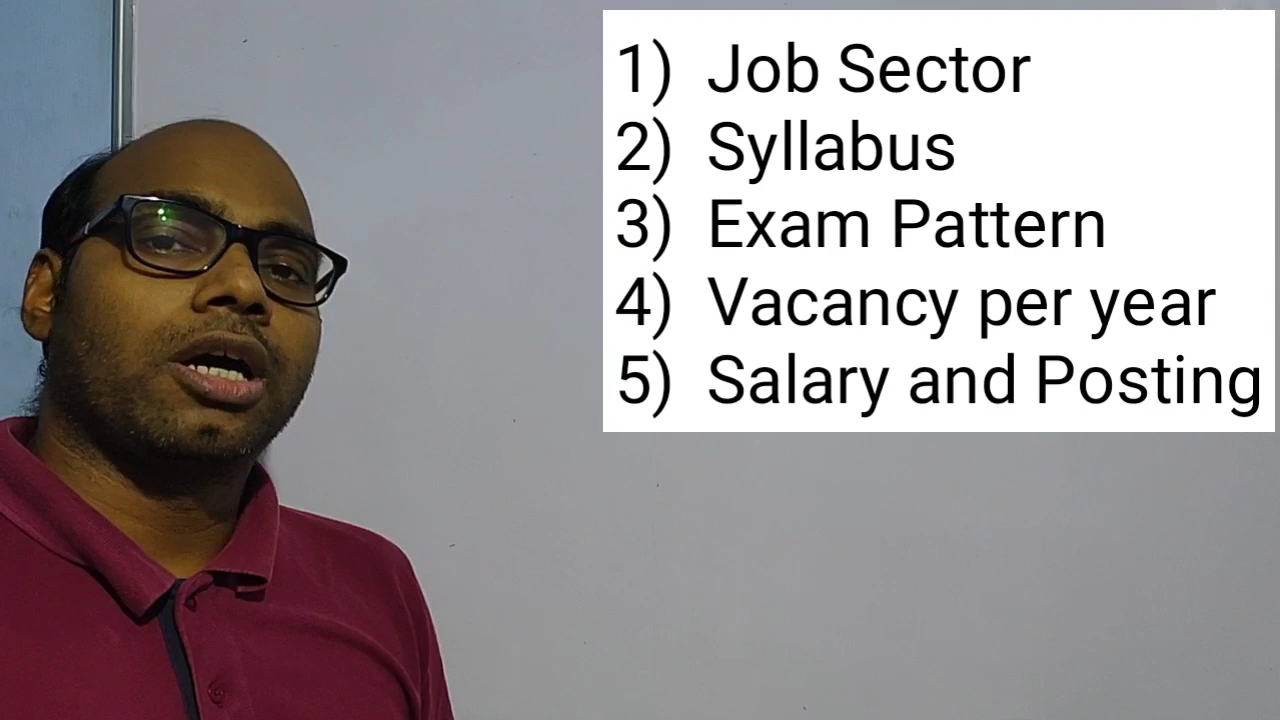 1) Job Sector
2) Syllabus
3) Exam Pattern
4) Vacancy per year
5) Salary and Posting